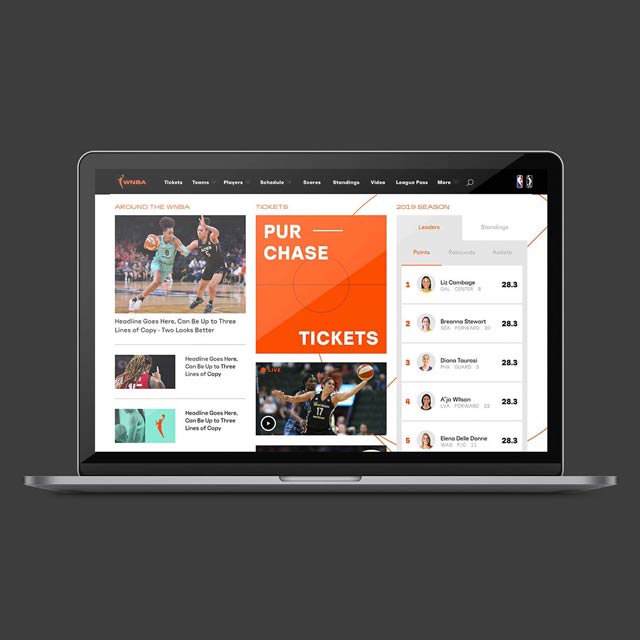 WNBA
Tickets Teams Players Schedule Scores Standings Video League Pass More
AROUND THE WNBA
Headline Goes Here, Can Be Up to Three
Lines of Copy - Two Looks Better
Headline Goes Here,
Can Be Up to Three
Lines of Copy
Headline Goes Here,
Can Be Up to Three
Lines of Copy
TICKETS
PUR
CHASE
TICKETS
LIVE
17
2019 SEASON
Leaders Standings
Points Rebounds Assists
1 Liz Cambage 28.3
DAL CENTER 8
2 Breanna Stewart 28.3
SEA FORWARD 30
3 Diana Taurasi 28.3
PHX GUARD 3
4 A'ja Wilson 28.3
LVA FORWARD 22
5 Elena Delle Donne 28.3
WAS F/G 11